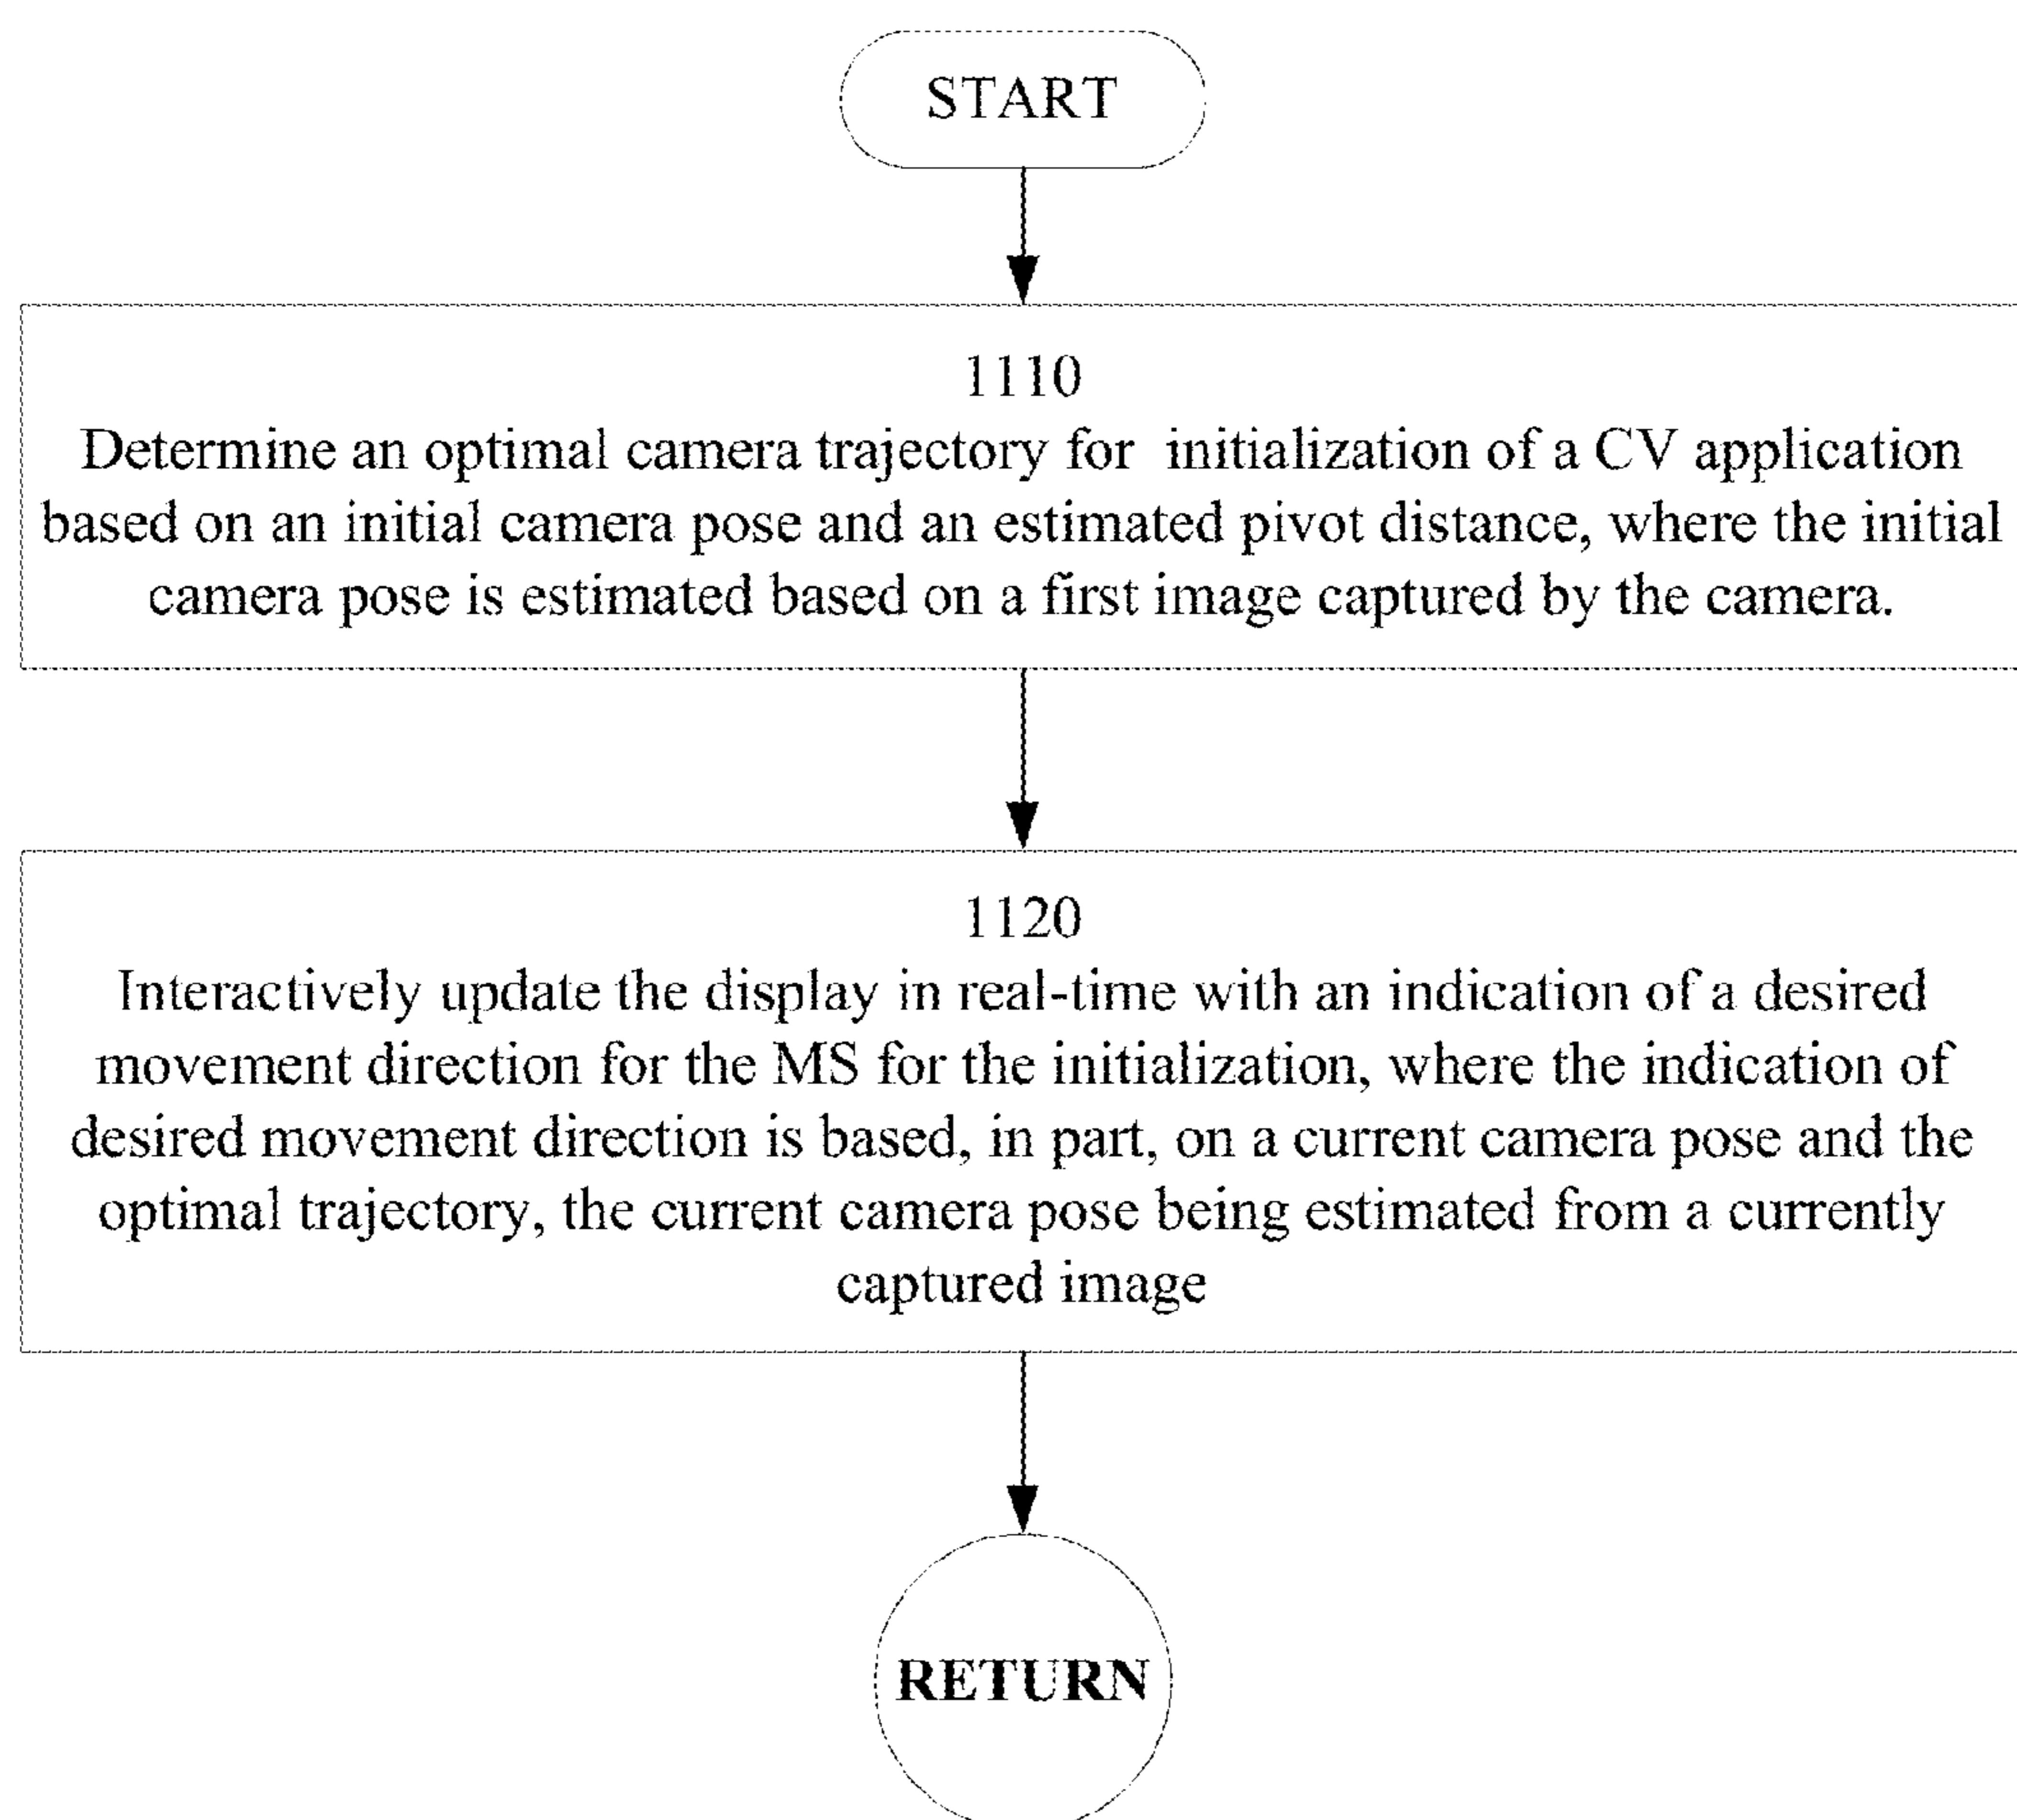 START
1110
Determine an optimal camera trajectory for initialization of a CV application
based on an initial camera pose and an estimated pivot distance, where the initial
camera pose is estimated based on a first image captured by the camera.
1120
Interactively update the display in real-time with an indication of a desired
movement direction for the MS for the initialization, where the indication of
desired movement direction is based, in part, on a current camera pose and the
optimal trajectory, the current camera pose being estimated from a currently
captured image
RETURN